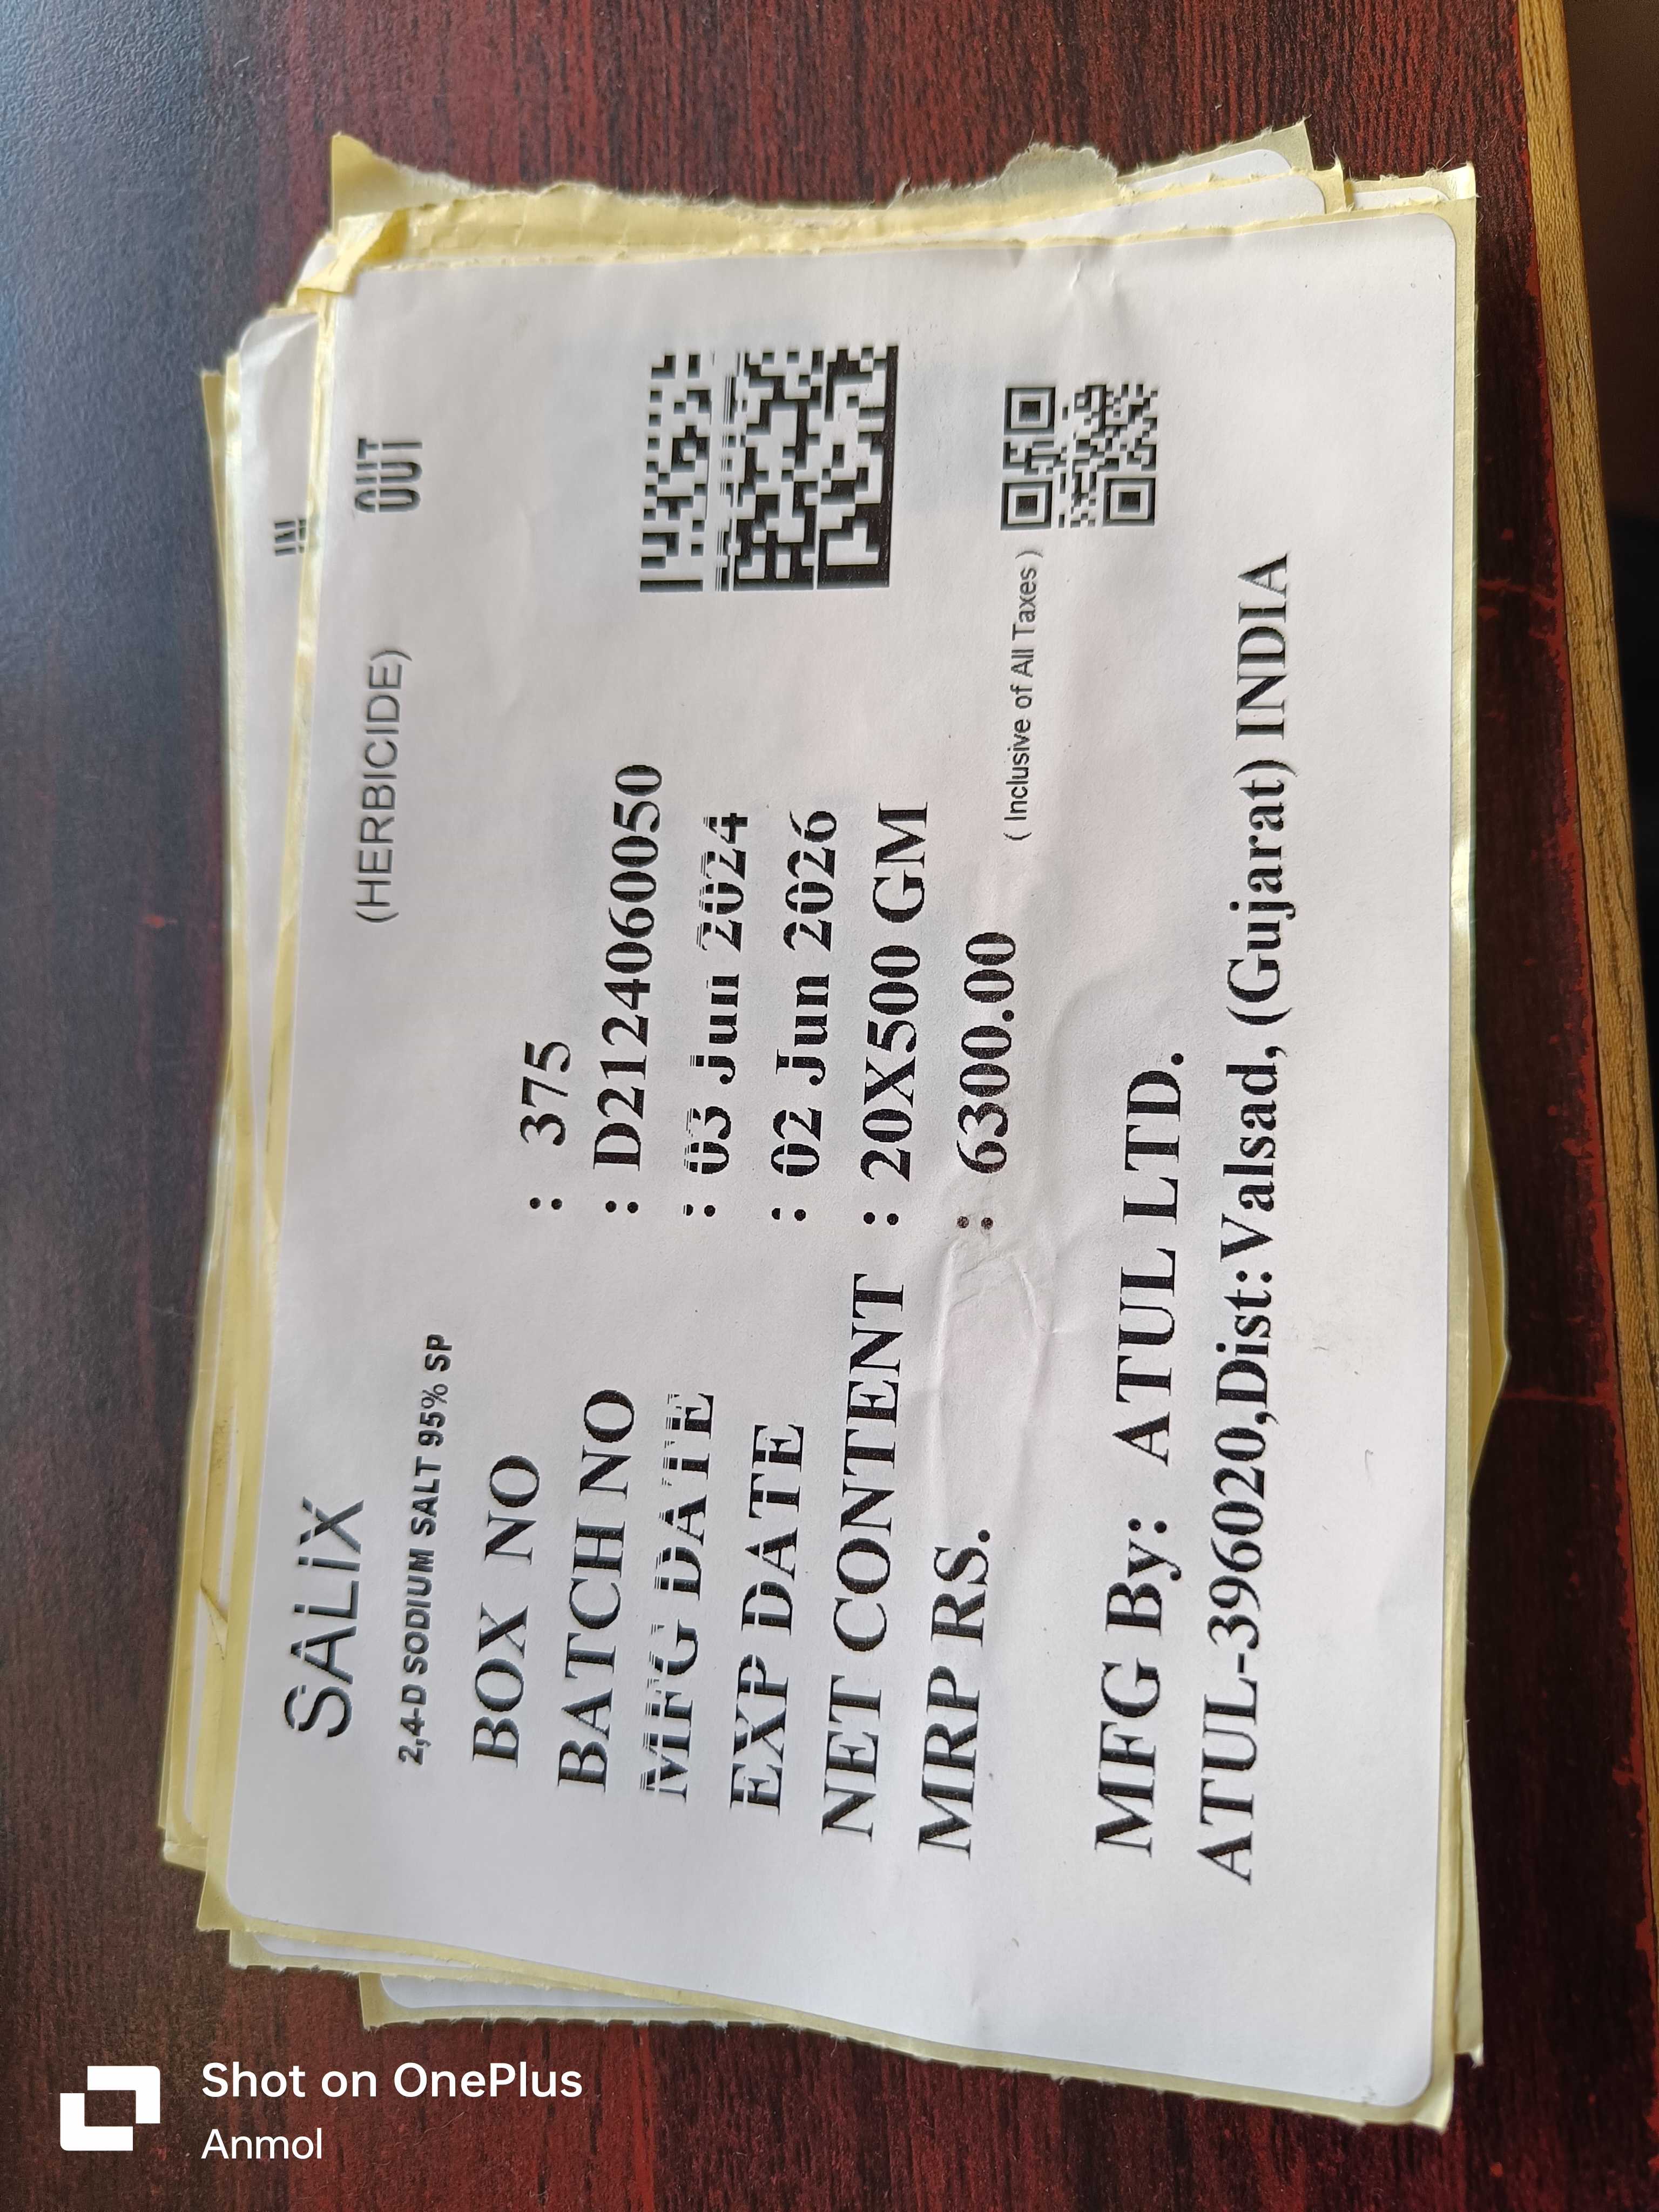 IN
SALIX (HERBICIDE) OUT
2,4-D SODIUM SALT 95% SP
BOX NO : 375
BATCH NO : D2124060050
MFG DATE : 03 Jun 2024
EXP DATE : 02 Jun 2026
NET CONTENT : 20X500 GM
MRP RS. : 6300.00
( Inclusive of All Taxes )
MFG By: ATUL LTD.
ATUL-396020,Dist:Valsad, (Gujarat) INDIA
Shot on OnePlus
Anmol